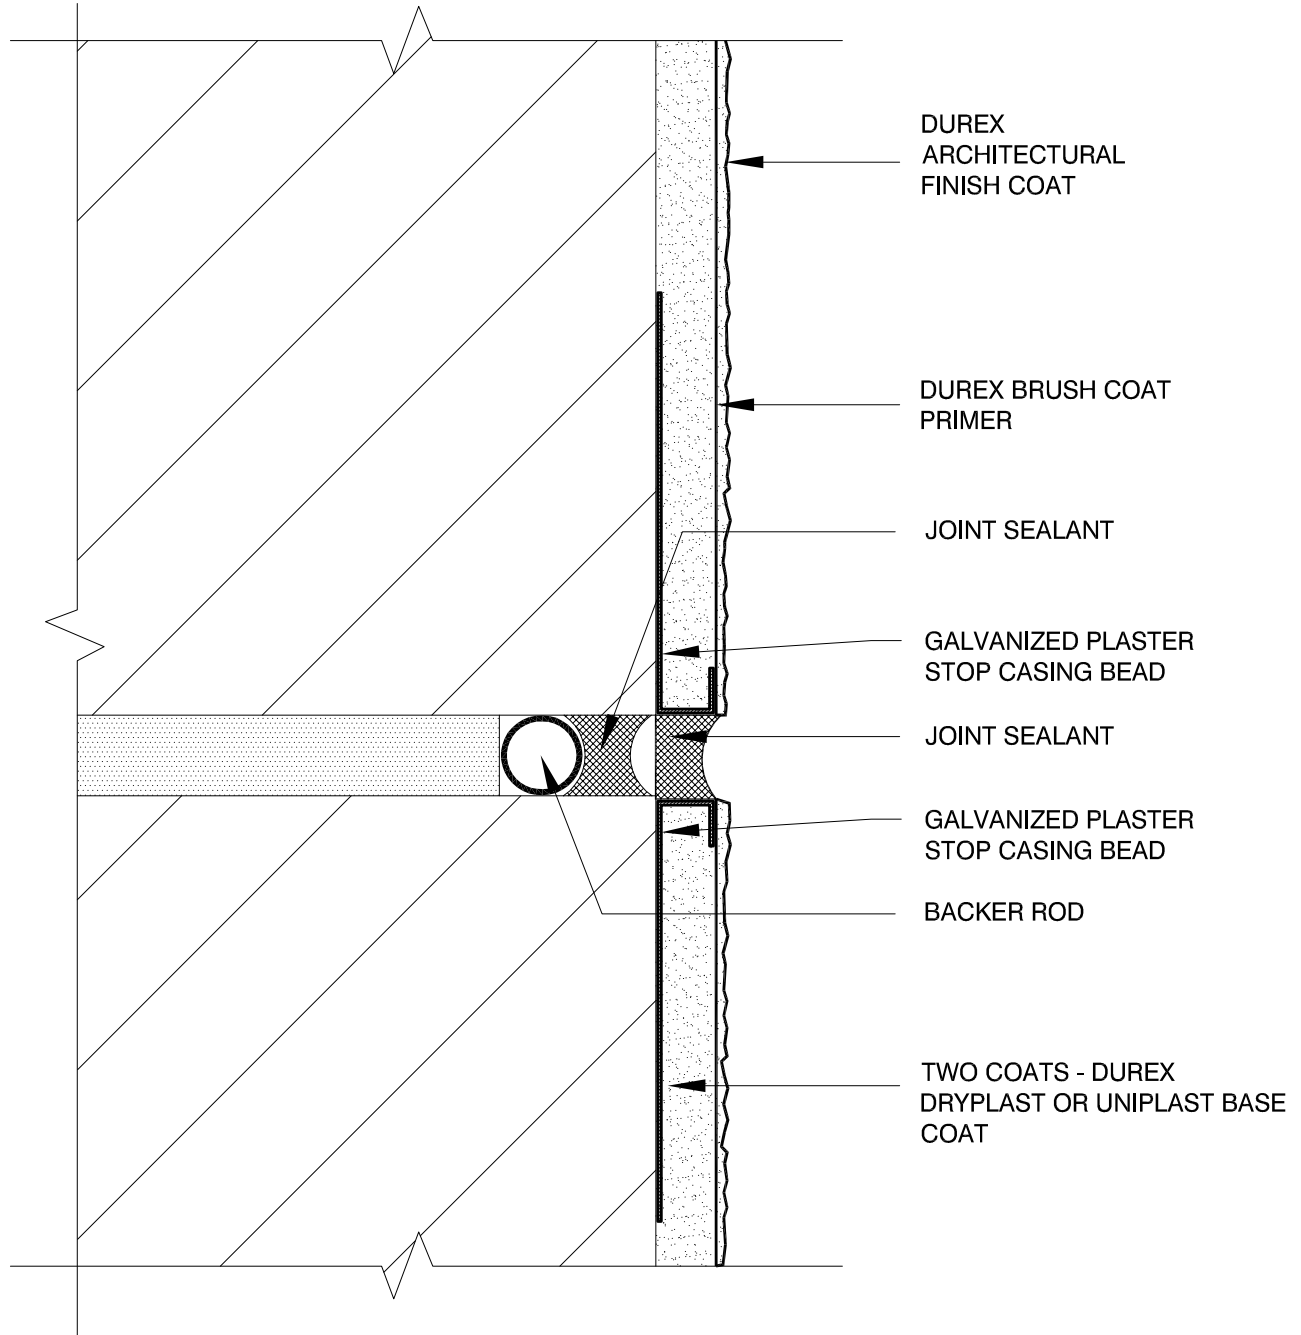 DUREX
ARCHITECTURAL
FINISH COAT
DUREX BRUSH COAT
PRIMER
JOINT SEALANT
GALVANIZED PLASTER
STOP CASING BEAD
JOINT SEALANT
GALVANIZED PLASTER
STOP CASING BEAD
BACKER ROD
TWO COATS - DUREX
DRYPLAST OR UNIPLAST BASE
COAT